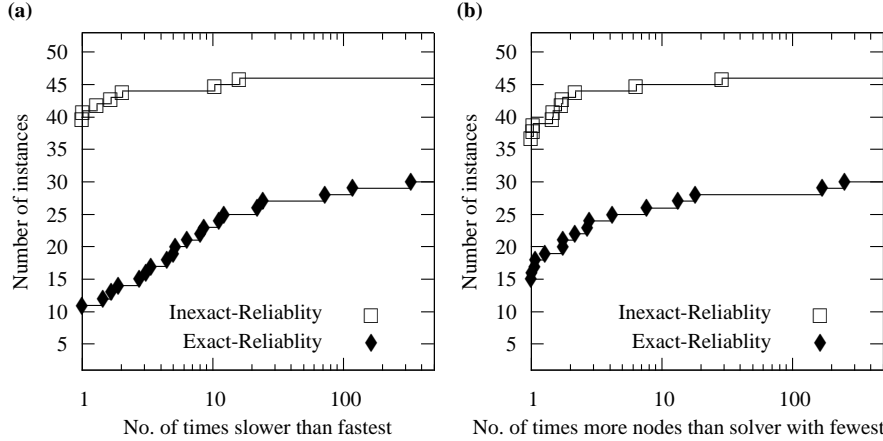 (a)
Number of instances
50
45
40
35
30
25
20
15
10
5
Inexact-Reliablity
Exact-Reliablity
1 10 100
No. of times slower than fastest
(b)
Number of instances
50
45
40
35
30
25
20
15
10
5
Inexact-Reliablity
Exact-Reliablity
1 10 100
No. of times more nodes than solver with fewest